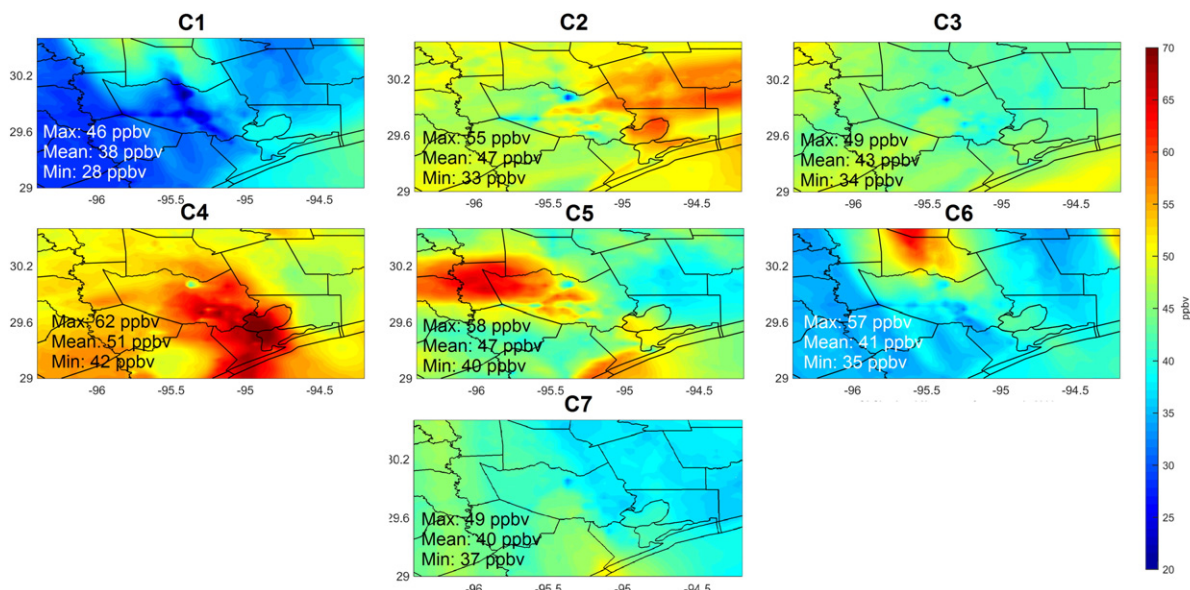 C1
C2
C3
30.2
29.6
29
Max: 46 ppbv
Mean: 38 ppbv
Min: 28 ppbv
-96
-95.5
-95
-94.5
30.2
29.6
29
Max: 55 ppbv
Mean: 47 ppbv
Min: 33 ppbv
-96
-95.5
-95
-94.5
30.2
29.6
29
Max: 49 ppbv
Mean: 43 ppbv
Min: 34 ppbv
-96
-95.5
-95
-94.5
C4
C5
C6
30.2
29.6
29
Max: 62 ppbv
Mean: 51 ppbv
Min: 42 ppbv
-96
-95.5
-95
-94.5
30.2
29.6
29
Max: 58 ppbv
Mean: 47 ppbv
Min: 40 ppbv
-96
-95.5
-95
-94.5
30.2
29.6
29
Max: 57 ppbv
Mean: 41 ppbv
Min: 35 ppbv
-96
-95.5
-95
-94.5
C7
30.2
29.6
29
Max: 49 ppbv
Mean: 40 ppbv
Min: 37 ppbv
-96
-95.5
-95
-94.5
70
65
60
55
50
45
40
35
30
25
20
ppbv